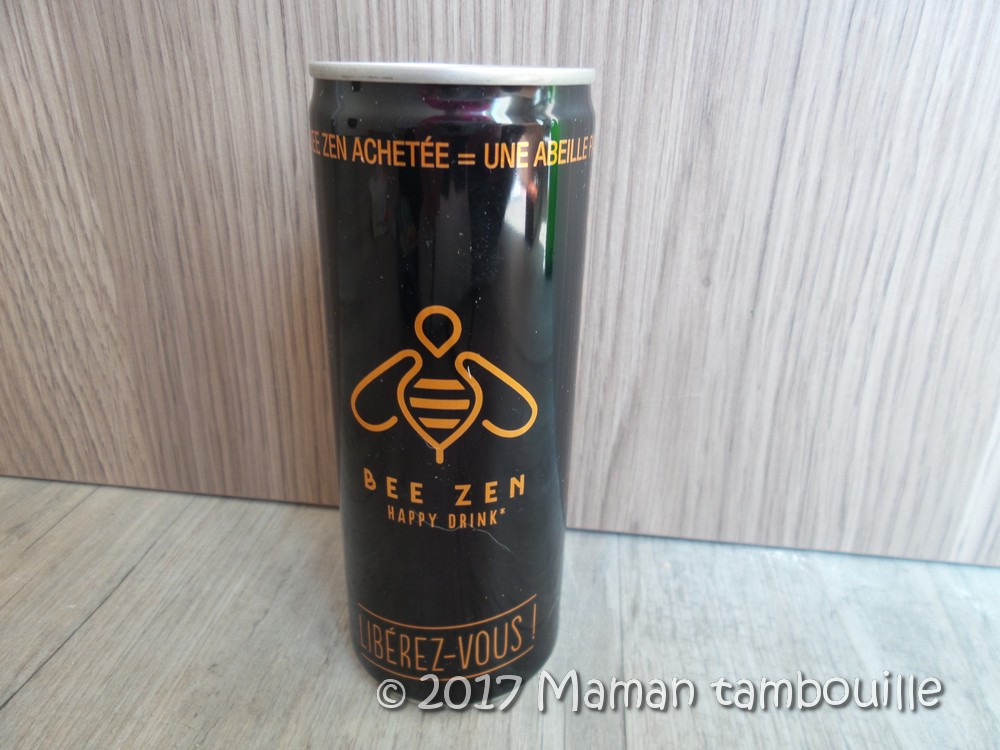 EE ZEN ACHETÉE = UNE ABEILLE
BEE ZEN
HAPPY DRINK*
LIBÉREZ-VOUS !
© 2017 Maman tambouille